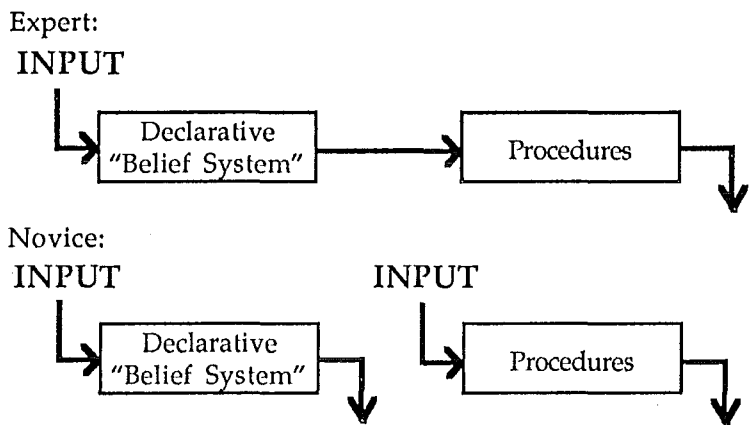 Expert:
INPUT
Declarative
"Belief System"
Procedures
Novice:
INPUT
INPUT
Declarative
"Belief System"
Procedures